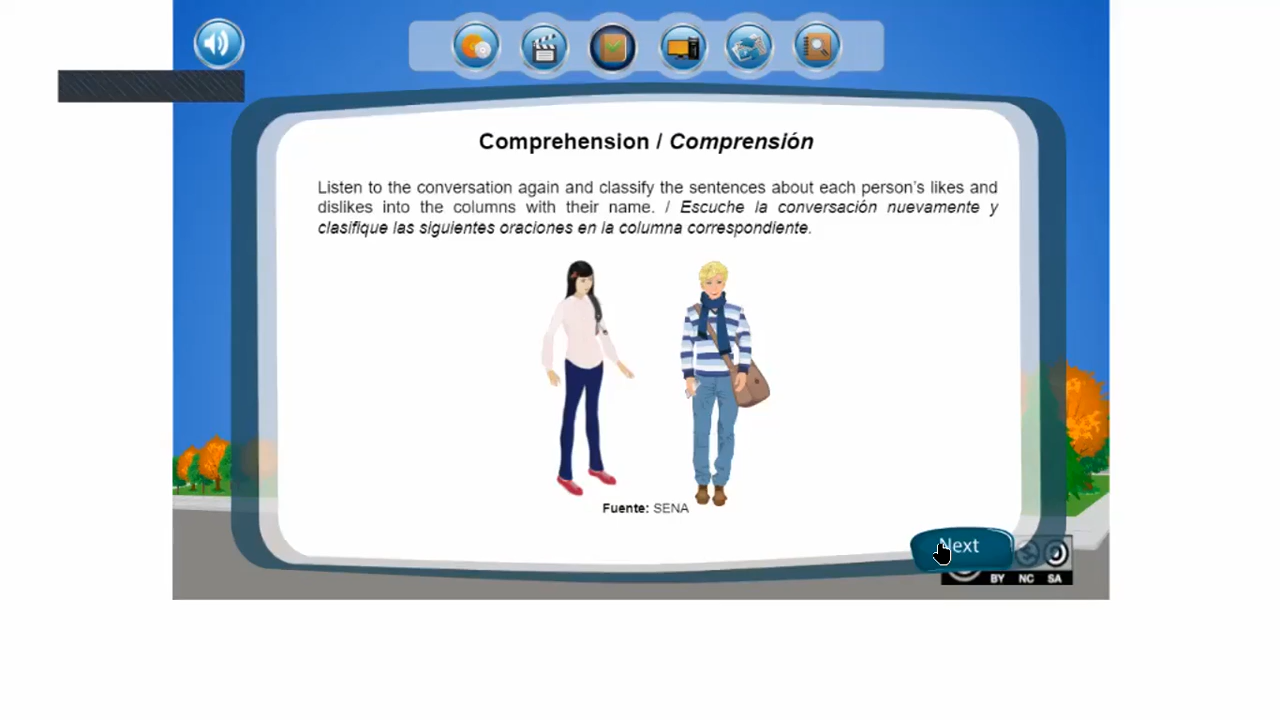 Comprehension / Comprensión
Listen to the conversation again and classify the sentences about each person's likes and
dislikes into the columns with their name. / Escuche la conversación nuevamente y
clasifique las siguientes oraciones en la columna correspondiente.
Fuente: SENA
Next
BY NC SA